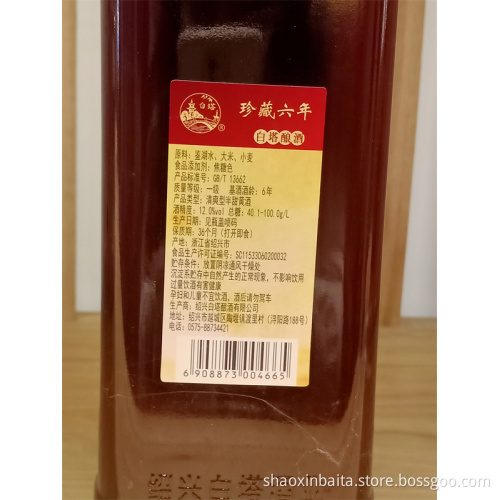 白塔
®
珍藏六年
白塔酿酒
原料：鉴湖水、大米、小麦
食品添加剂：焦糖色
产品标准号：GB/T 13662
质量等级：一级 基酒酒龄：6年
产品类型：清爽型半甜黄酒
酒精度：12.0%vol 总糖：40.1-100.0g/L
生产日期：见瓶盖喷码
保质期：36个月（打开即食）
产地：浙江省绍兴市
食品生产许可证编号：SC11533060200032
贮存条件：放置阴凉通风干燥处
沉淀系贮存中自然产生的正常现象，不影响饮用
过量饮酒有害健康
孕妇和儿童不宜饮酒，酒后请勿驾车
生产商：绍兴白塔酿酒有限公司
地址：绍兴市越城区陶堰镇渡里村（浔阳路188号）
电话：0575-88734421
6 908873 004665
绍兴白塔酒
shaoxinbaita.store.bossgoo.com